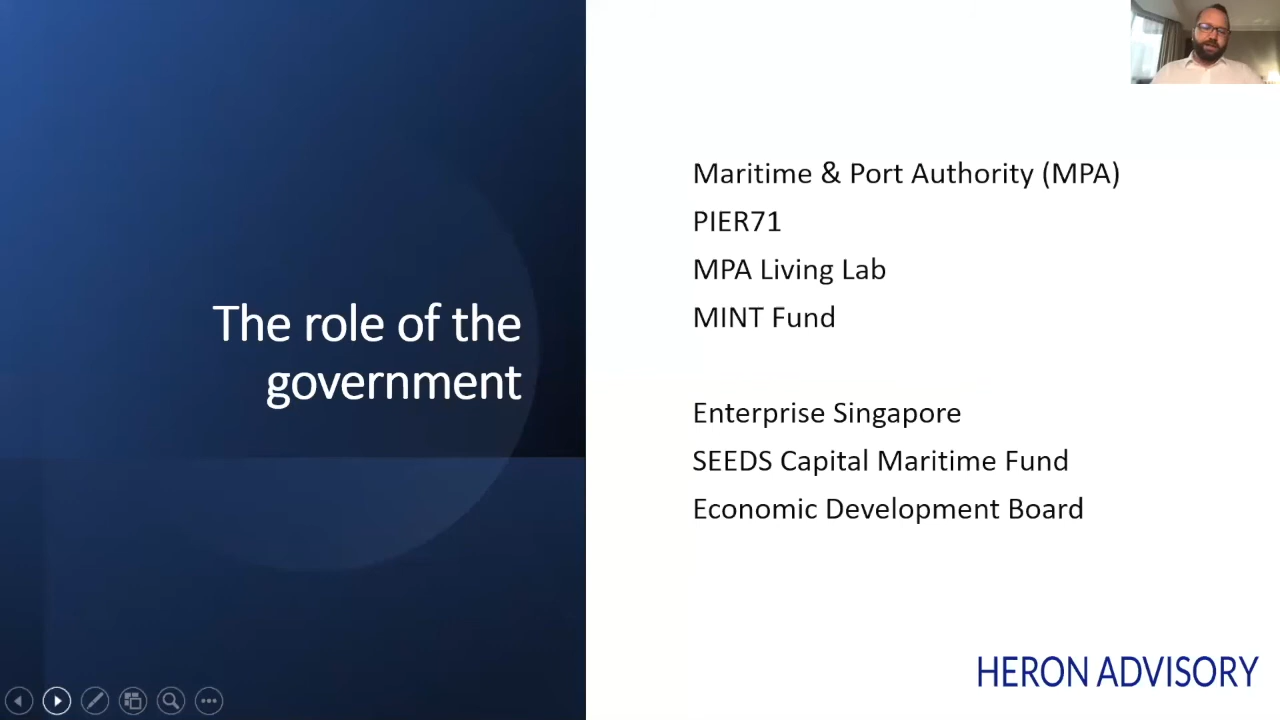 The role of the
government
Maritime & Port Authority (MPA)
PIER71
MPA Living Lab
MINT Fund
Enterprise Singapore
SEEDS Capital Maritime Fund
Economic Development Board
HERON ADVISORY